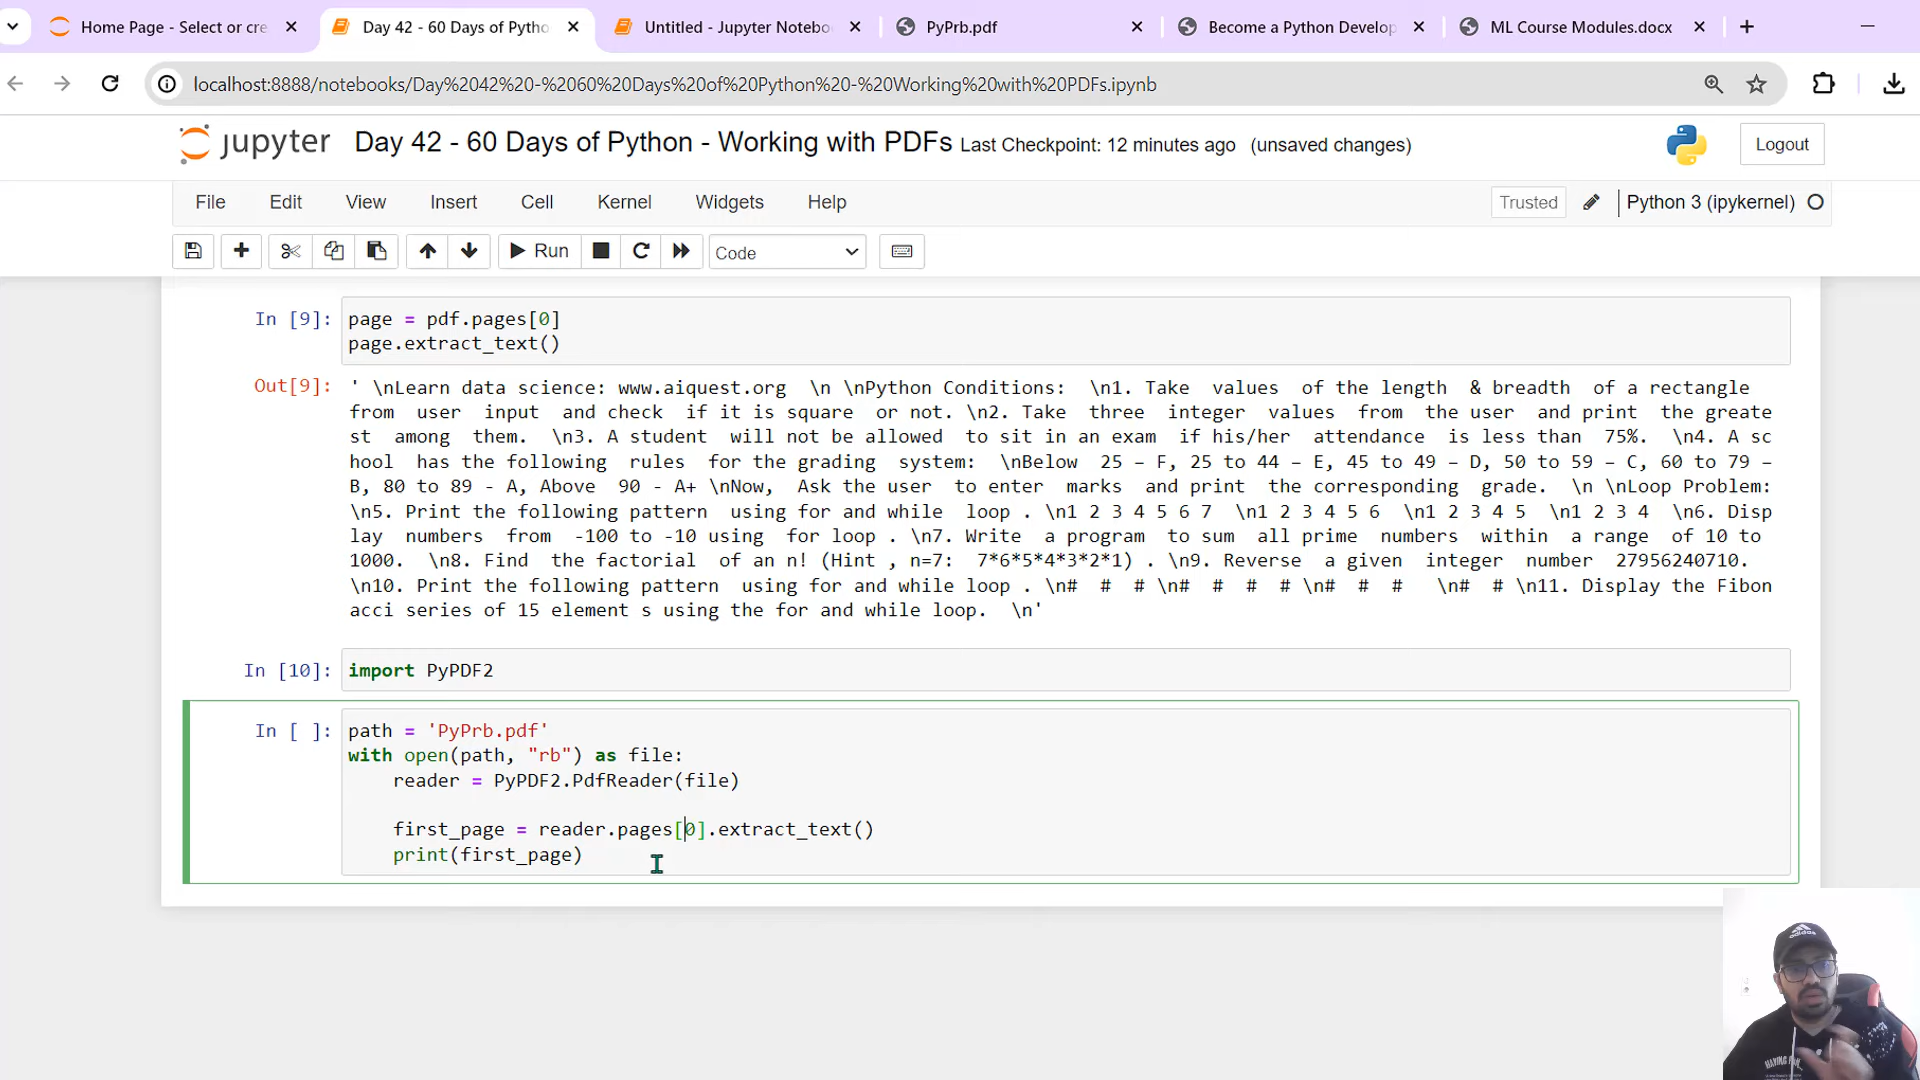 Home Page - Select or cre
Day 42 - 60 Days of Pytho
Untitled - Jupyter Notebo
PyPrb.pdf
Become a Python Develop
ML Course Modules.docx
localhost:8888/notebooks/Day%2042%20-%2060%20Days%20of%20Python%20-%20Working%20with%20PDFs.ipynb
jupyter Day 42 - 60 Days of Python - Working with PDFs Last Checkpoint: 12 minutes ago (unsaved changes)
Logout
File Edit View Insert Cell Kernel Widgets Help
Trusted
Python 3 (ipykernel)
Run
Code
In [9]: page = pdf.pages[0]
page.extract_text()
Out[9]: ' \nLearn data science: www.aiquest.org \n \nPython Conditions: \n1. Take values of the length & breadth of a rectangle
from user input and check if it is square or not. \n2. Take three integer values from the user and print the greate
st among them. \n3. A student will not be allowed to sit in an exam if his/her attendance is less than 75%. \n4. A sc
hool has the following rules for the grading system: \nBelow 25 – F, 25 to 44 – E, 45 to 49 – D, 50 to 59 – C, 60 to 79 –
B, 80 to 89 - A, Above 90 - A+ \nNow, Ask the user to enter marks and print the corresponding grade. \n \nLoop Problem:
\n5. Print the following pattern using for and while loop . \n1 2 3 4 5 6 7 \n1 2 3 4 5 6 \n1 2 3 4 5 \n1 2 3 4 \n6. Disp
lay numbers from -100 to -10 using for loop . \n7. Write a program to sum all prime numbers within a range of 10 to
1000. \n8. Find the factorial of an n! (Hint , n=7: 7*6*5*4*3*2*1) . \n9. Reverse a given integer number 27956240710.
\n10. Print the following pattern using for and while loop . \n# # # \n# # # # \n# # # \n# # \n11. Display the Fibon
acci series of 15 element s using the for and while loop. \n'
In [10]: import PyPDF2
In [ ]: path = 'PyPrb.pdf'
with open(path, "rb") as file:
reader = PyPDF2.PdfReader(file)
first_page = reader.pages[0].extract_text()
print(first_page)
adidas